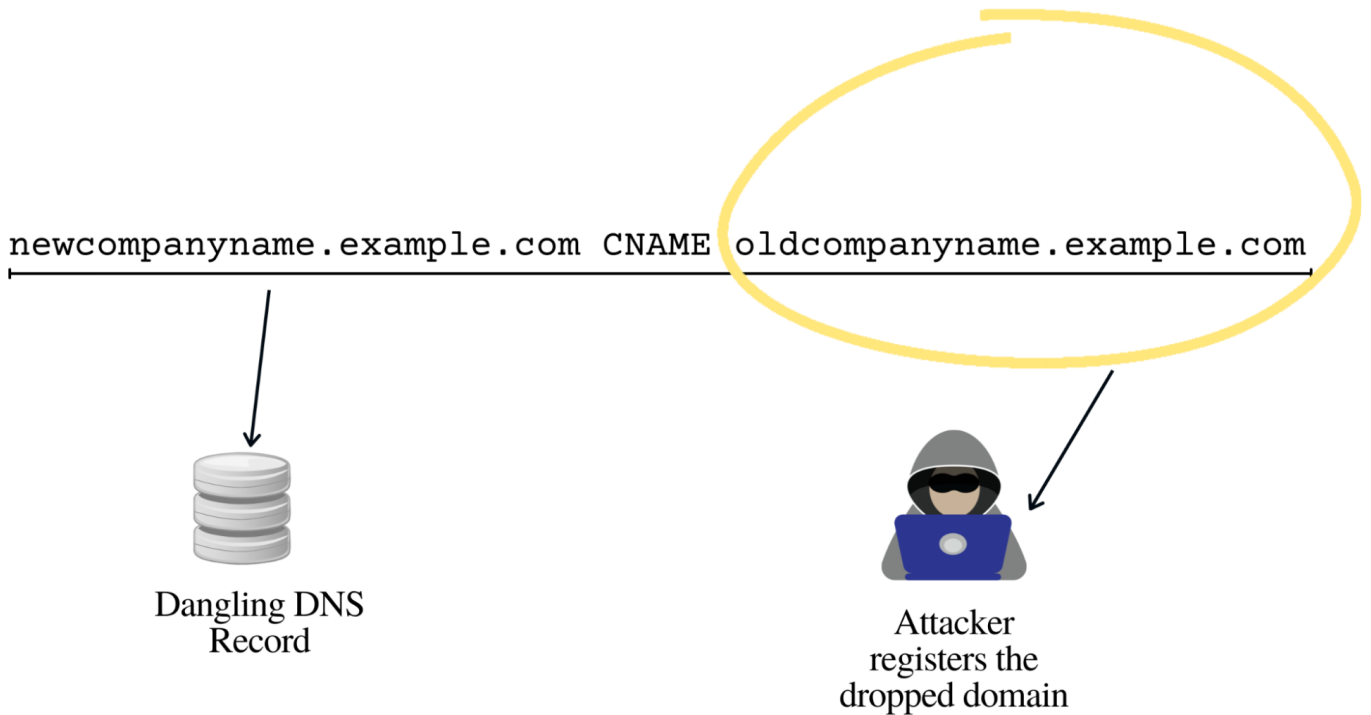 newcompanyname.example.com CNAME oldcompanyname.example.com
Dangling DNS
Record
Attacker
registers the
dropped domain